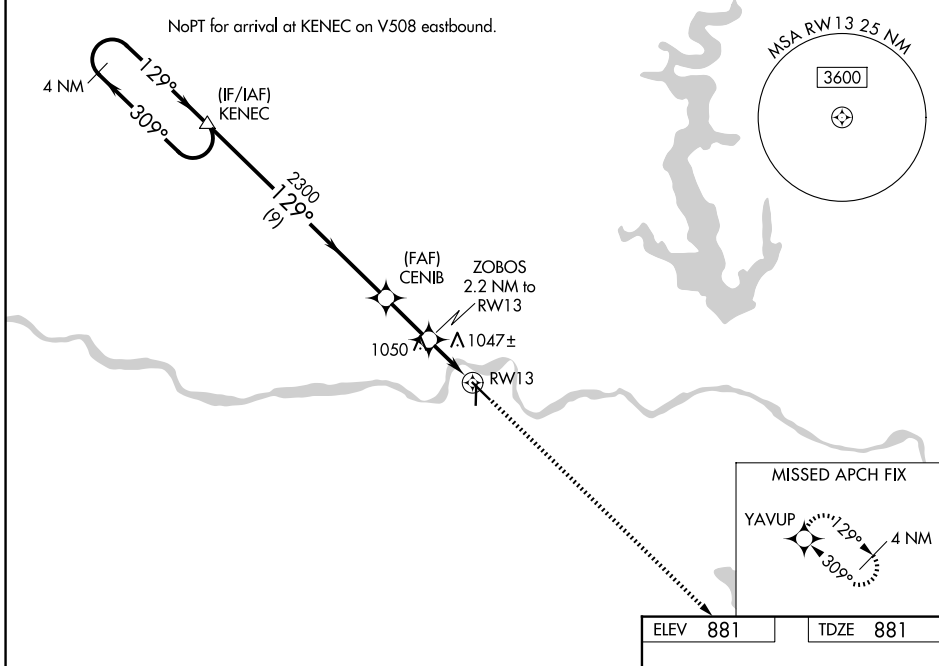 NoPT for arrival at KENEC on V508 eastbound.
MSA RW13 25 NM
3600
4 NM
129°
309°
(IF/IAF)
KENEC
2300
129°
(9)
(FAF)
CENIB
ZOBOS
2.2 NM to
RW13
1050
1047±
RW13
MISSED APCH FIX
YAVUP
129°
4 NM
309°
ELEV 881
TDZE 881